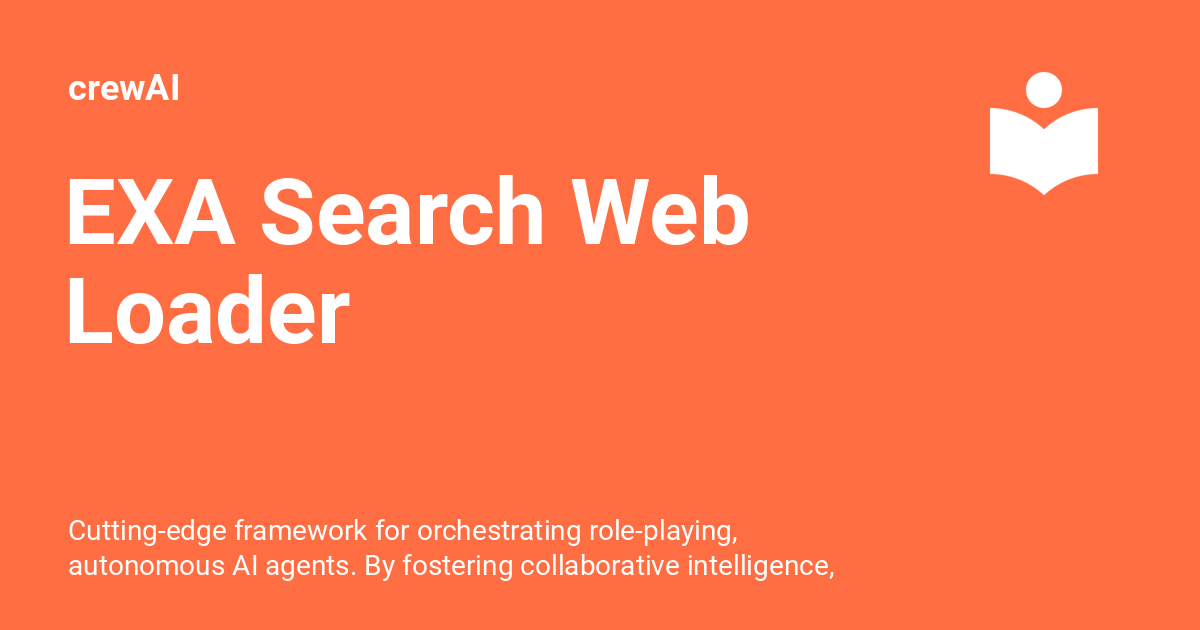 crewAI
EXA Search Web
Loader
Cutting-edge framework for orchestrating role-playing,
autonomous AI agents. By fostering collaborative intelligence,